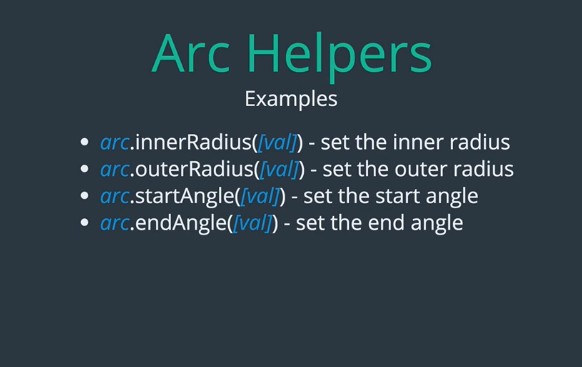 Arc Helpers
Examples
• arc.innerRadius([val]) - set the inner radius
• arc.outerRadius([val]) - set the outer radius
• arc.startAngle([val]) - set the start angle
• arc.endAngle([val]) - set the end angle